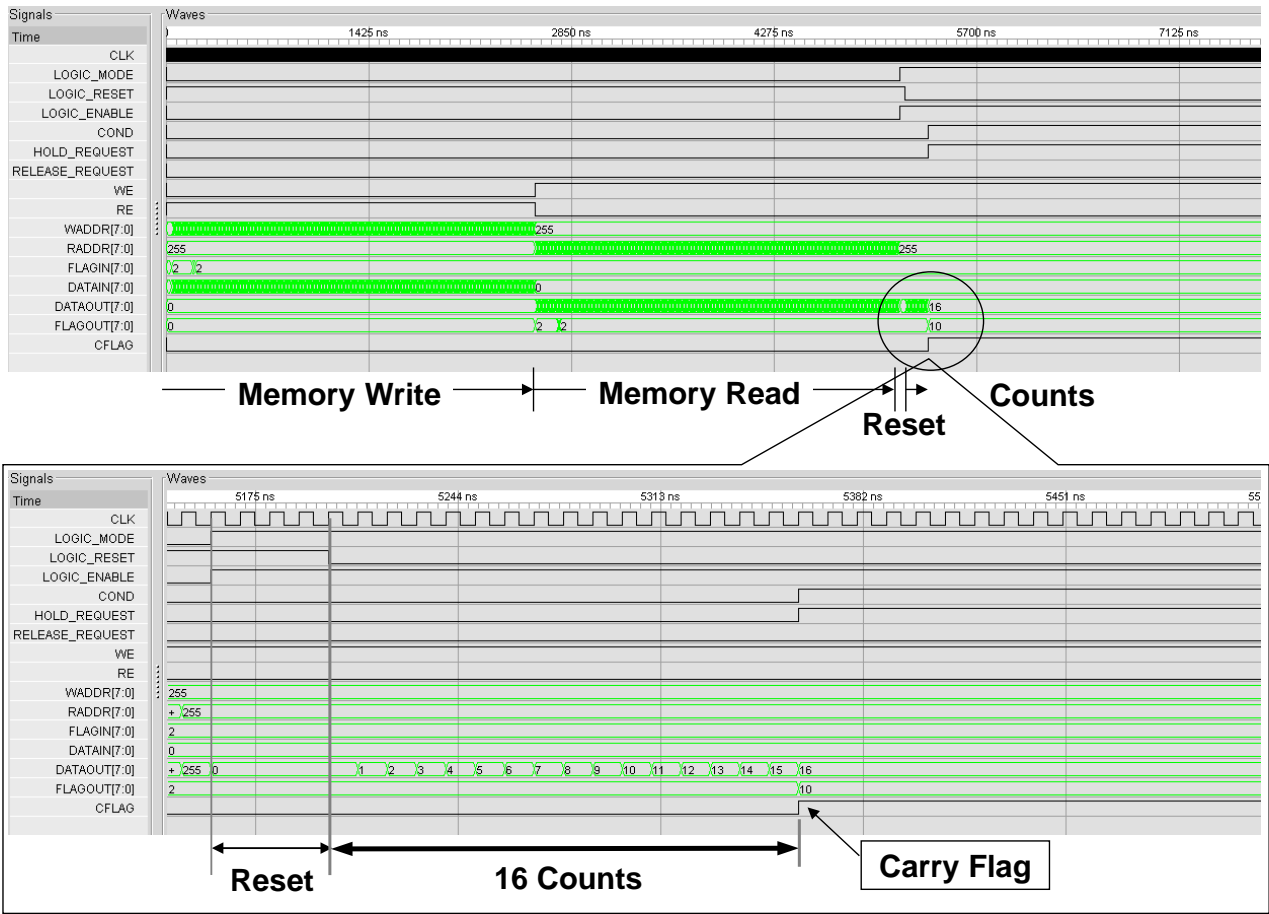 Signals Waves
Time 0 1425 ns 2850 ns 4275 ns 5700 ns 7125 ns
CLK
LOGIC_MODE
LOGIC_RESET
LOGIC_ENABLE
COND
HOLD_REQUEST
RELEASE_REQUEST
WE
RE
WADDR[7:0] 255
RADDR[7:0] 255 255
FLAGIN[7:0] 2 2
DATAIN[7:0] 0
DATAOUT[7:0] 0 16
FLAGOUT[7:0] 0 2 2 10
CFLAG
Memory Write Memory Read Counts
Reset
Signals Waves
Time 5175 ns 5244 ns 5313 ns 5382 ns 5451 ns 55
CLK
LOGIC_MODE
LOGIC_RESET
LOGIC_ENABLE
COND
HOLD_REQUEST
RELEASE_REQUEST
WE
RE
WADDR[7:0] 255
RADDR[7:0] + 255
FLAGIN[7:0] 2
DATAIN[7:0] 0
DATAOUT[7:0] + 255 0 1 2 3 4 5 6 7 8 9 10 11 12 13 14 15 16
FLAGOUT[7:0] 2 10
CFLAG
Reset 16 Counts Carry Flag